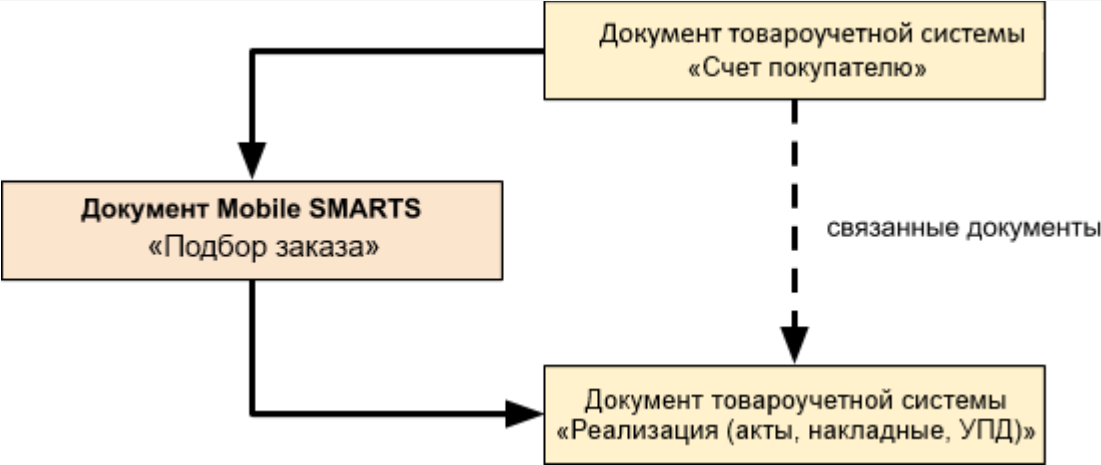 Документ товароучетной системы
«Счет покупателю»
Документ Mobile SMARTS
«Подбор заказа»
связанные документы
Документ товароучетной системы
«Реализация (акты, накладные, УПД)»